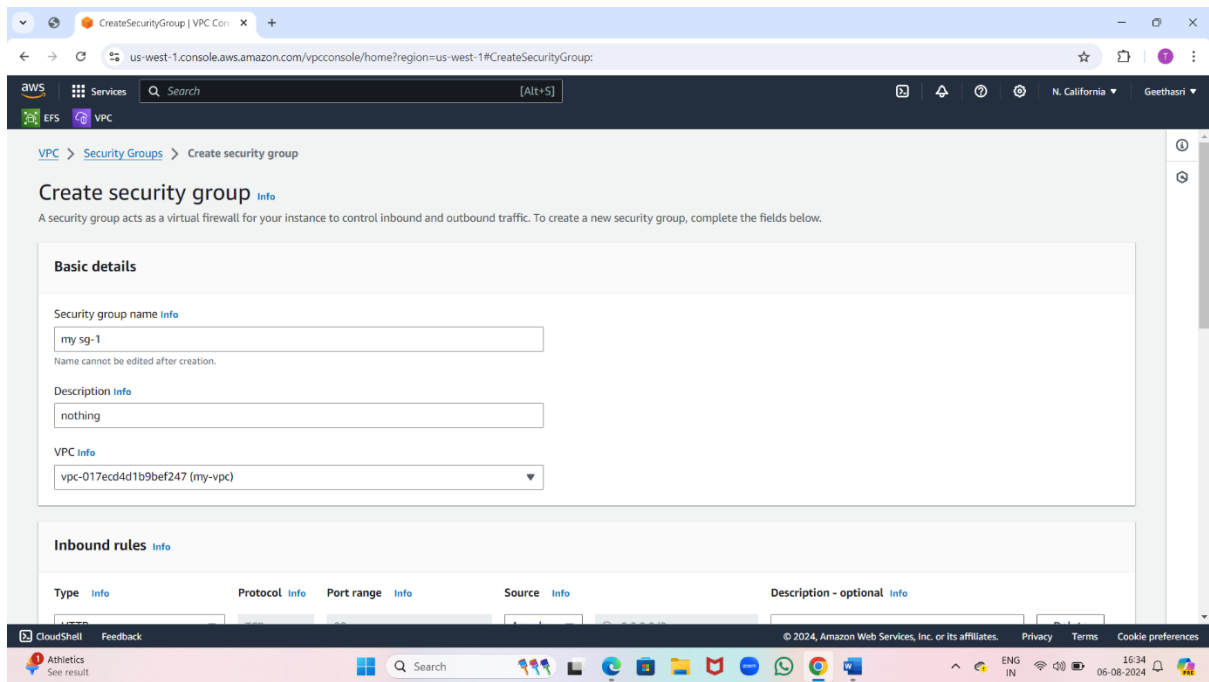 CreateSecurityGroup | VPC Con
us-west-1.console.aws.amazon.com/vpcconsole/home?region=us-west-1#CreateSecurityGroup:
aws Services Search [Alt+S] N. California Geethasri
EFS VPC
VPC > Security Groups > Create security group
Create security group Info
A security group acts as a virtual firewall for your instance to control inbound and outbound traffic. To create a new security group, complete the fields below.
Basic details
Security group name Info
my sg-1
Name cannot be edited after creation.
Description Info
nothing
VPC Info
vpc-017ecd4d1b9bef247 (my-vpc)
Inbound rules Info
Type Info Protocol Info Port range Info Source Info Description - optional Info
CloudShell Feedback © 2024, Amazon Web Services, Inc. or its affiliates. Privacy Terms Cookie preferences
Athletics
See result
Search
ENG
IN
16:34
06-08-2024